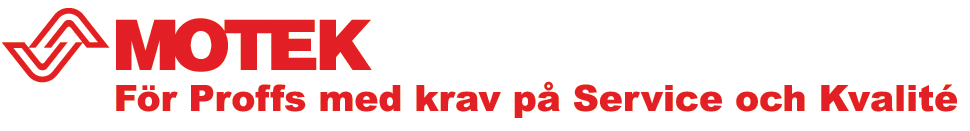 MOTEK
För Proffs med krav på Service och Kvalité